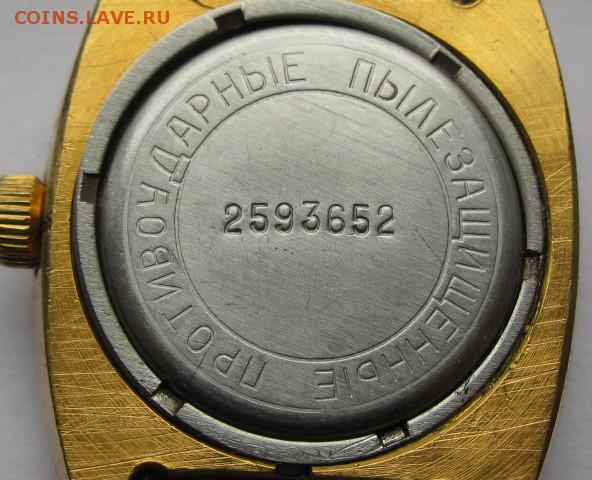 COINS.LAVE.RU
ПРОТИВОУДАРНЫЕ ПЫЛЕЗАЩИЩЕННЫЕ
2593652